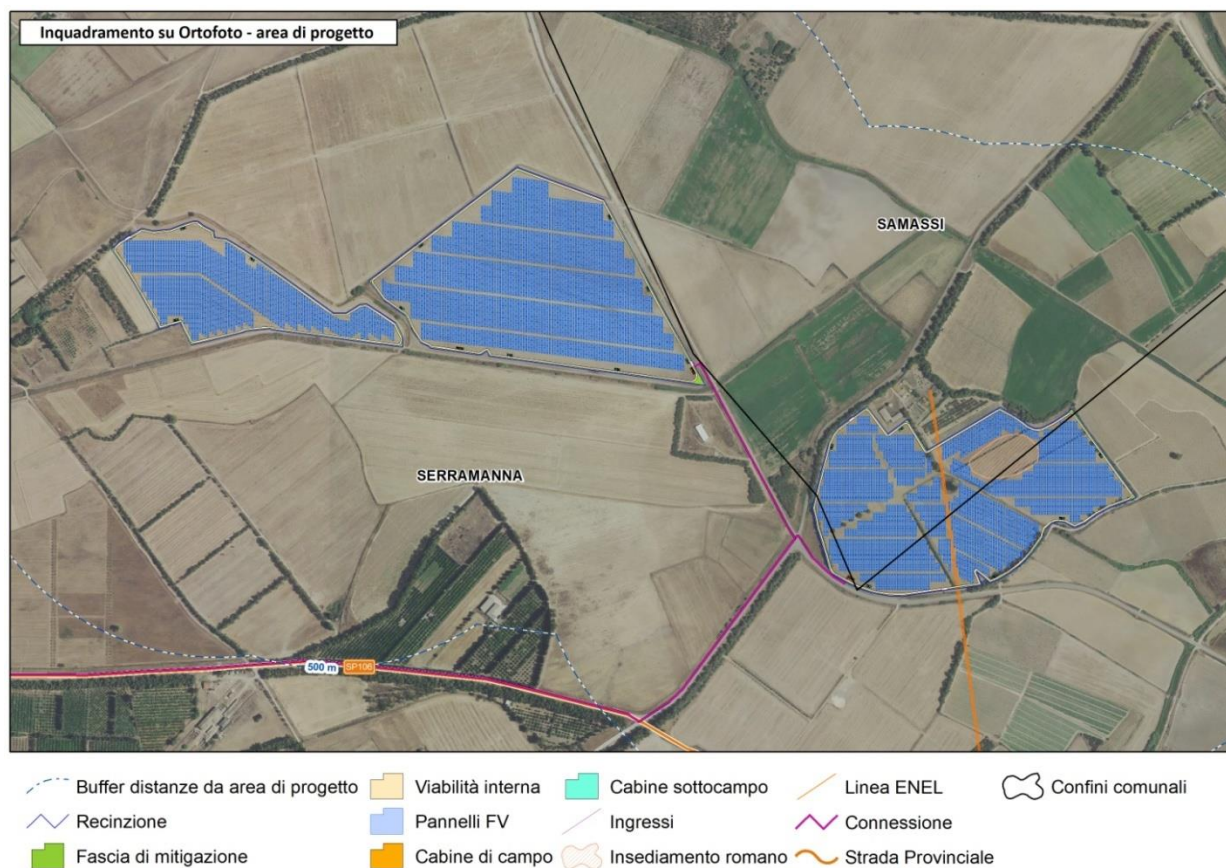 Inquadramento su Ortofoto - area di progetto
SAMASSI
SERRAMANNA
500 m SP106
Buffer distanze da area di progetto
Viabilità interna
Cabine sottocampo
Linea ENEL
Confini comunali
Recinzione
Pannelli FV
Ingressi
Connessione
Fascia di mitigazione
Cabine di campo
Insediamento romano
Strada Provinciale